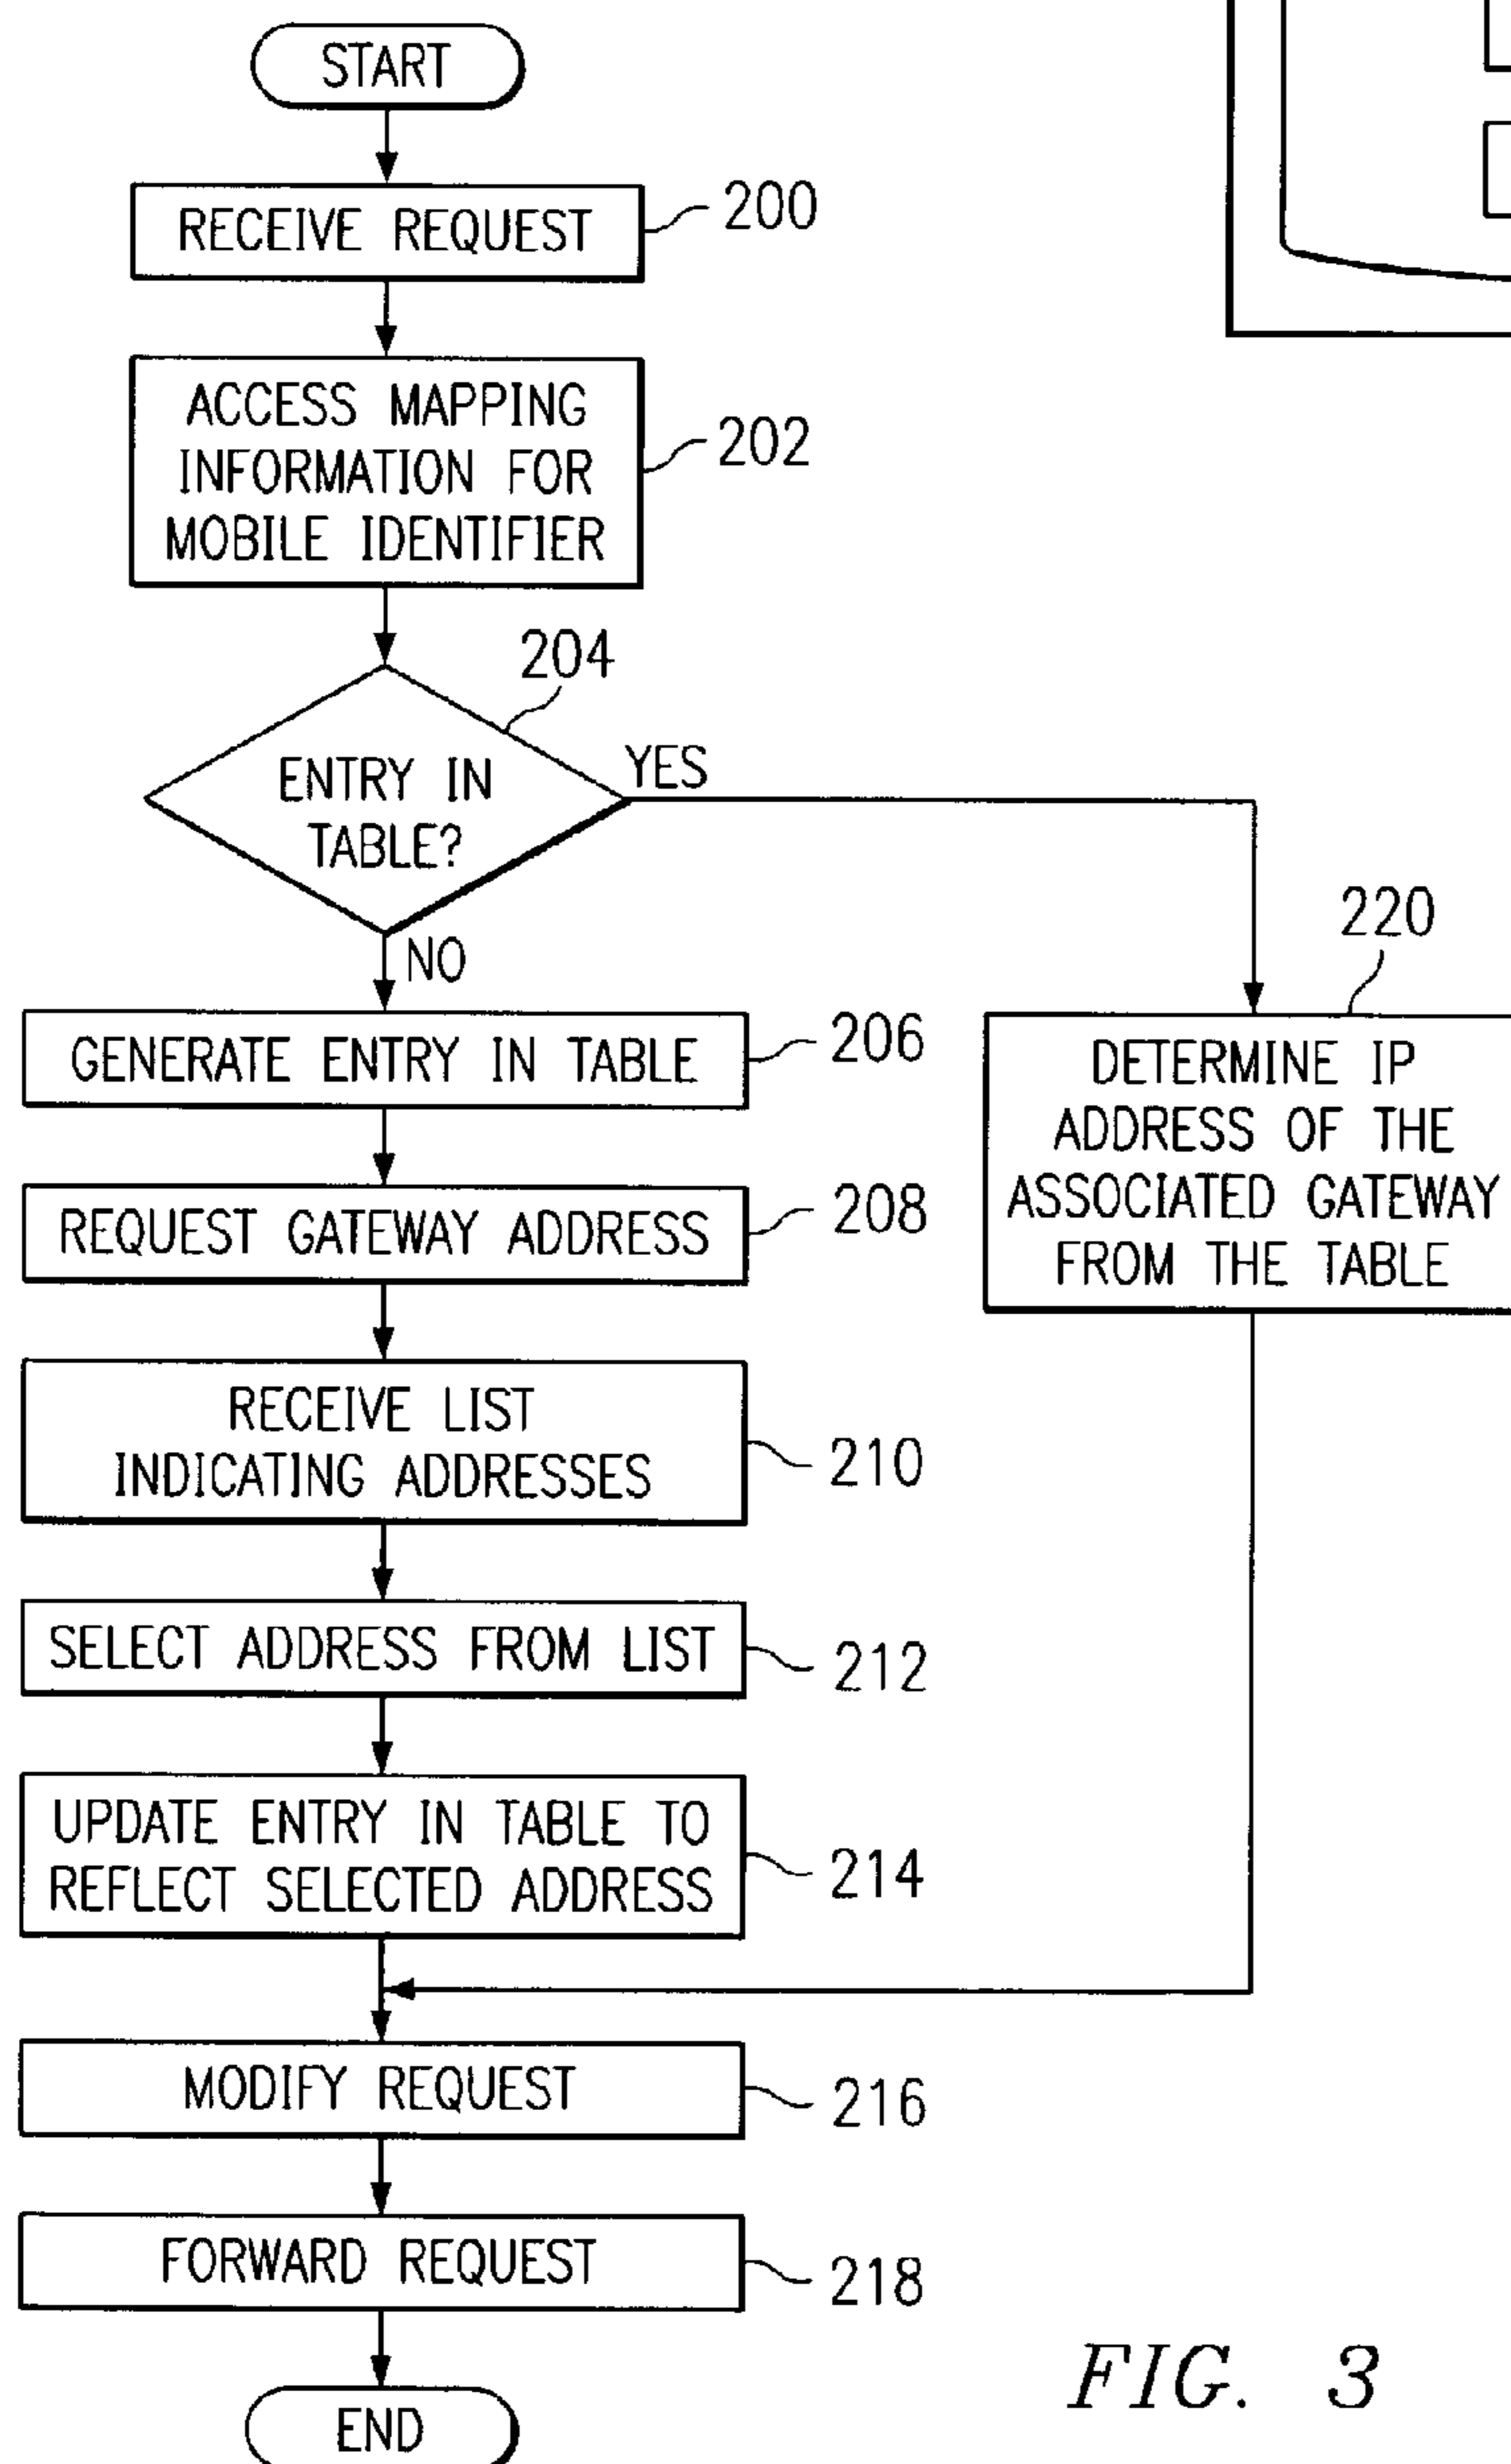 START
RECEIVE REQUEST
200
ACCESS MAPPING
INFORMATION FOR
MOBILE IDENTIFIER
202
204
ENTRY IN
TABLE?
YES
NO
GENERATE ENTRY IN TABLE
206
REQUEST GATEWAY ADDRESS
208
220
DETERMINE IP
ADDRESS OF THE
ASSOCIATED GATEWAY
FROM THE TABLE
RECEIVE LIST
INDICATING ADDRESSES
210
SELECT ADDRESS FROM LIST
212
UPDATE ENTRY IN TABLE TO
REFLECT SELECTED ADDRESS
214
MODIFY REQUEST
216
FORWARD REQUEST
218
END
FIG. 3